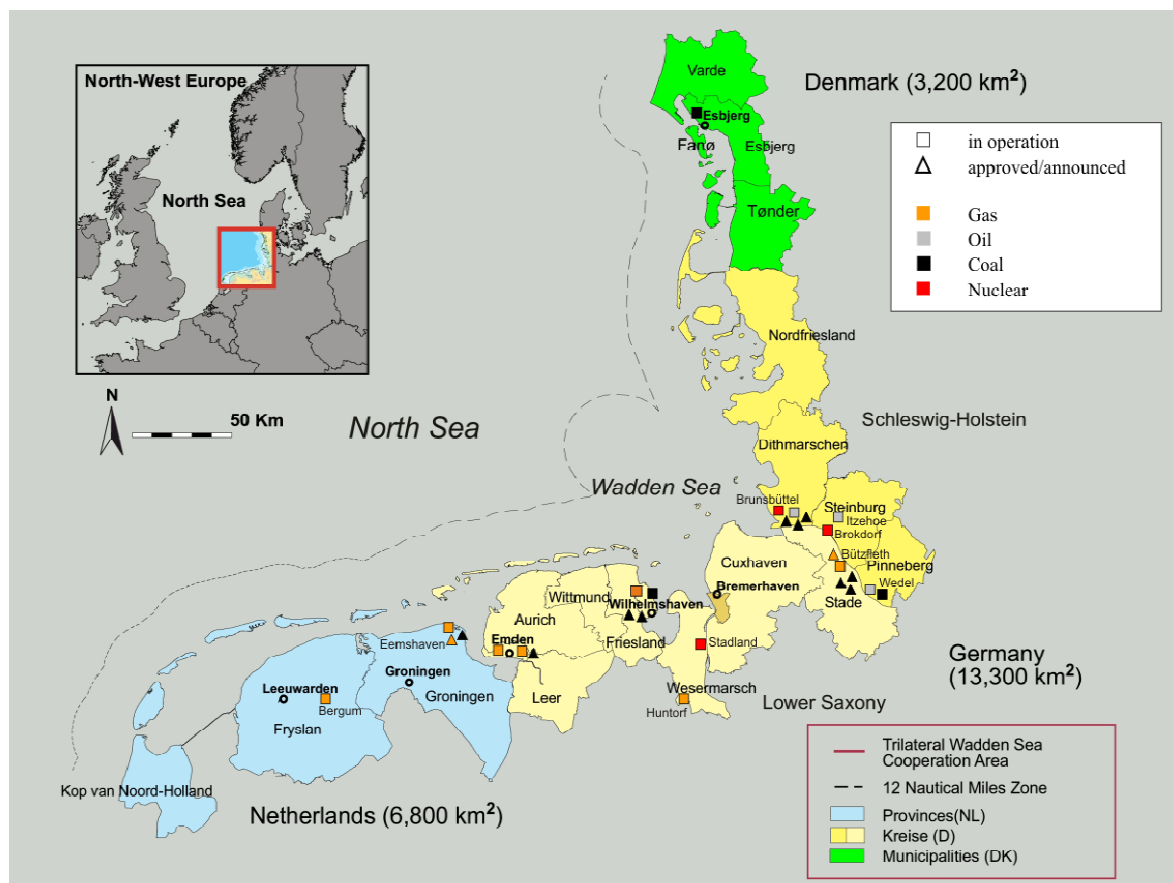 North-West Europe
North Sea
N
50 Km
North Sea
Wadden Sea
Denmark (3,200 km²)
in operation
approved/announced
Gas
Oil
Coal
Nuclear
Varde
Esbjerg
Fanø
Esbjerg
Tønder
Nordfriesland
Schleswig-Holstein
Dithmarschen
Brunsbüttel
Steinburg
Itzehoe
Brokdorf
Bützfleth
Pinneberg
Wedel
Stade
Cuxhaven
Bremerhaven
Wittmund
Wilhelmshaven
Aurich
Friesland
Emden
Stadland
Leer
Wesermarsch
Huntorf
Lower Saxony
Germany
(13,300 km²)
Eemshaven
Groningen
Groningen
Leeuwarden
Bergum
Fryslan
Kop van Noord-Holland
Netherlands (6,800 km²)
Trilateral Wadden Sea
Cooperation Area
12 Nautical Miles Zone
Provinces(NL)
Kreise (D)
Municipalities (DK)